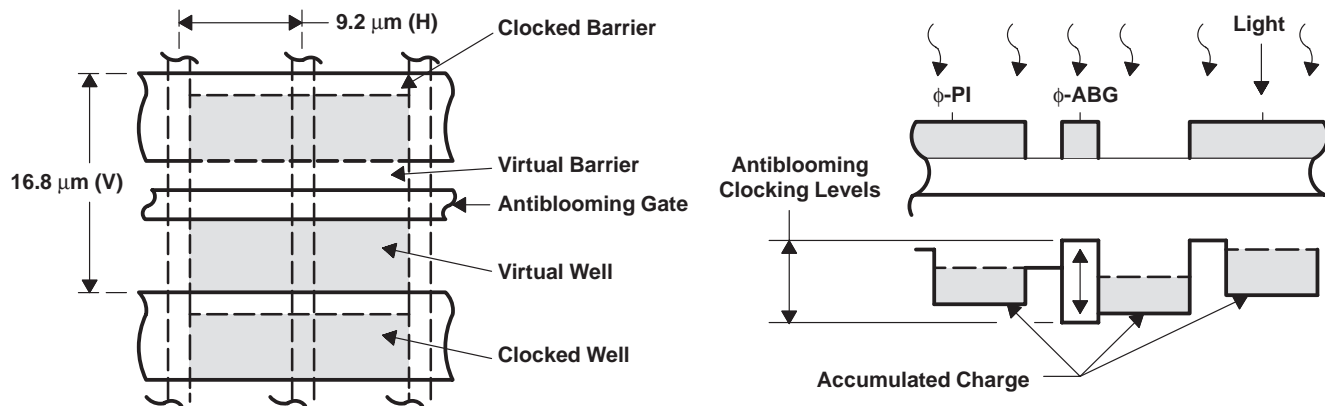 9.2 μm (H)
Clocked Barrier
16.8 μm (V)
Virtual Barrier
Antiblooming Gate
Virtual Well
Clocked Well
Light
ϕ-PI
ϕ-ABG
Antiblooming
Clocking Levels
Accumulated Charge